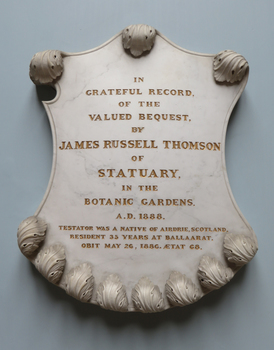 IN
GRATEFUL RECORD,
OF THE
VALUED BEQUEST,
BY
JAMES RUSSELL THOMSON
OF
STATUARY,
IN THE
BOTANIC GARDENS.
A.D. 1888.
TESTATOR WAS A NATIVE OF AIRDRIE, SCOTLAND,
RESIDENT 35 YEARS AT BALLAARAT,
OBIT MAY 26, 1886. ÆTAT 68.